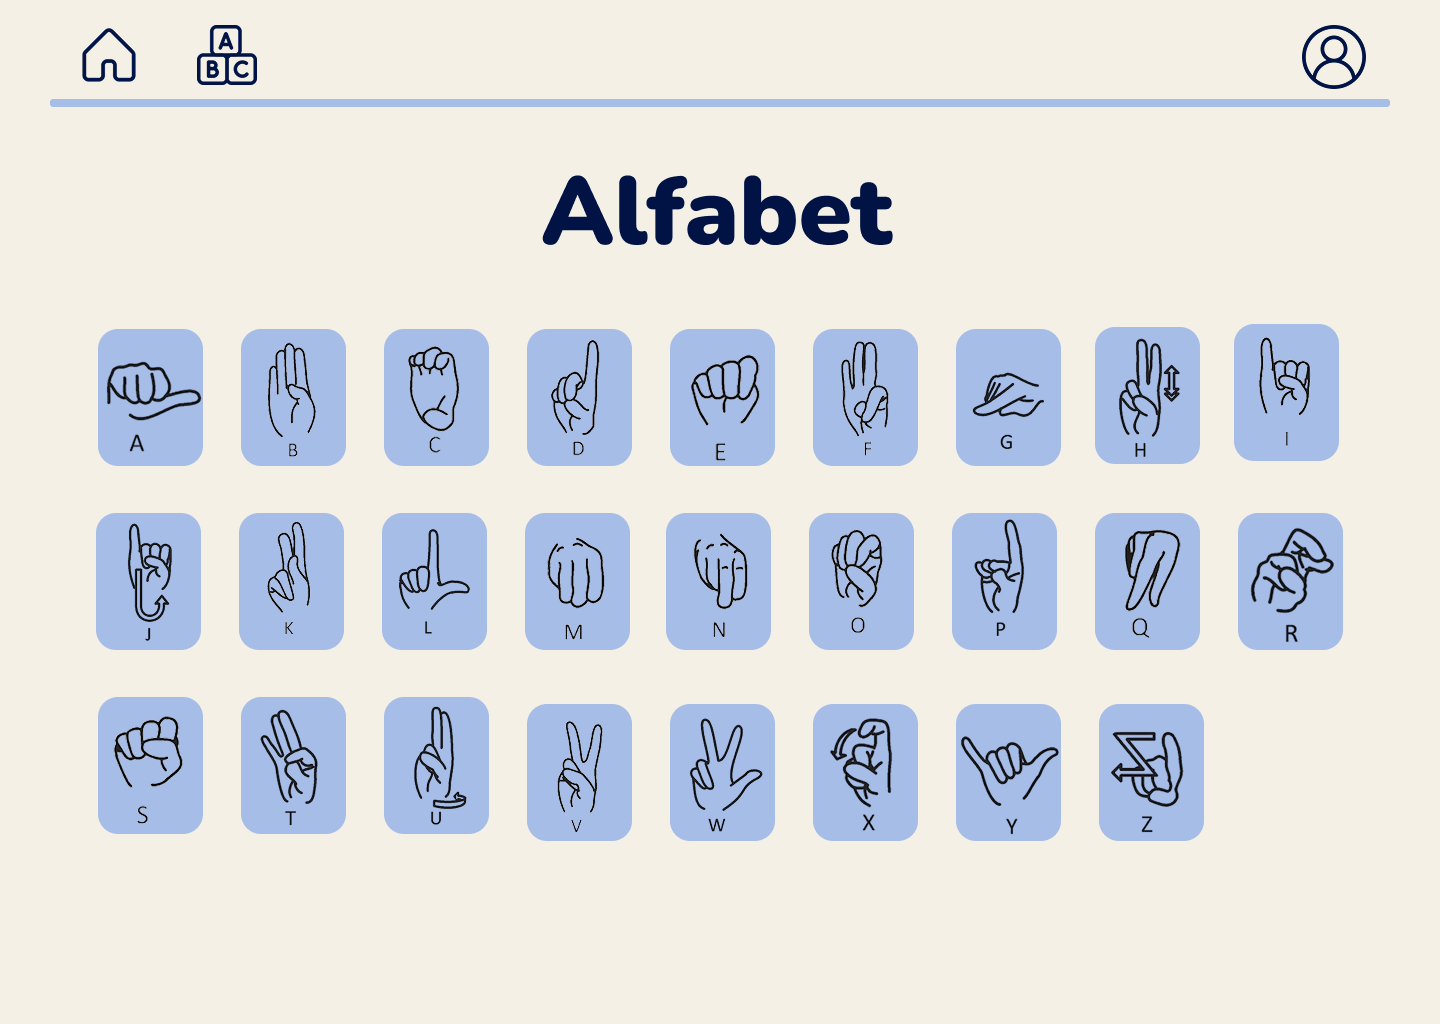 A
B C
Alfabet
A B C D E F G H I
J K L M N O P Q R
S T U V W X Y Z